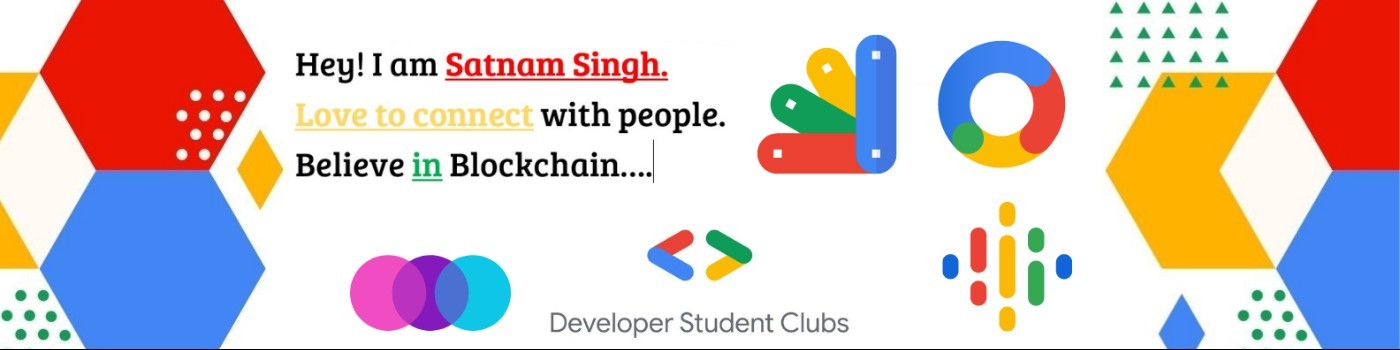 Hey! I am Satnam Singh.
Love to connect with people.
Believe in Blockchain....
Developer Student Clubs